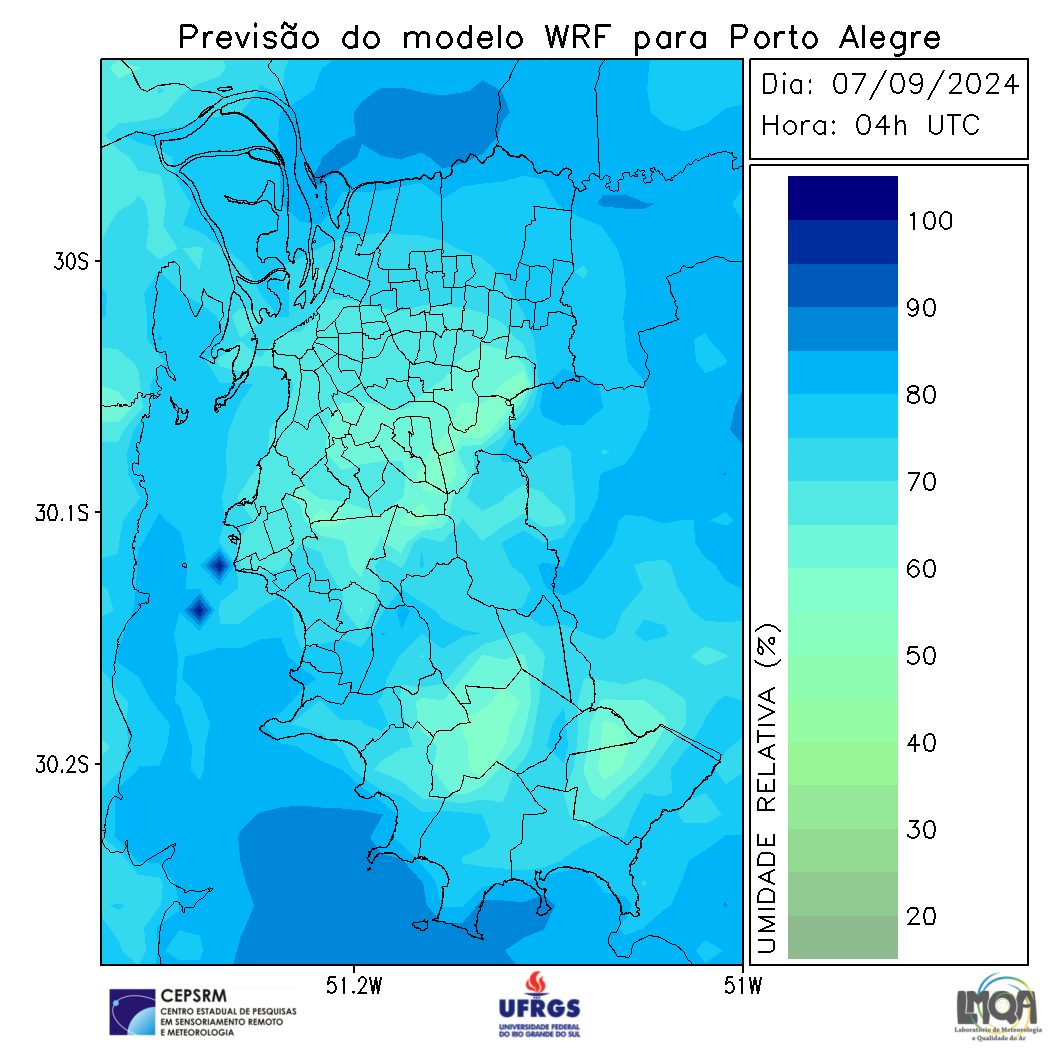 Previsão do modelo WRF para Porto Alegre
Dia: 07/09/2024
Hora: 04h UTC
30S
30.1S
30.2S
51.2W
51W
100
90
80
70
60
50
40
30
20
UMIDADE RELATIVA (%)
CEPSRM
CENTRO ESTADUAL DE PESQUISAS
EM SENSORIAMENTO REMOTO
E METEOROLOGIA
UFRGS
UNIVERSIDADE FEDERAL
DO RIO GRANDE DO SUL
LMQA
Laboratório de Meteorologia
e Qualidade do Ar